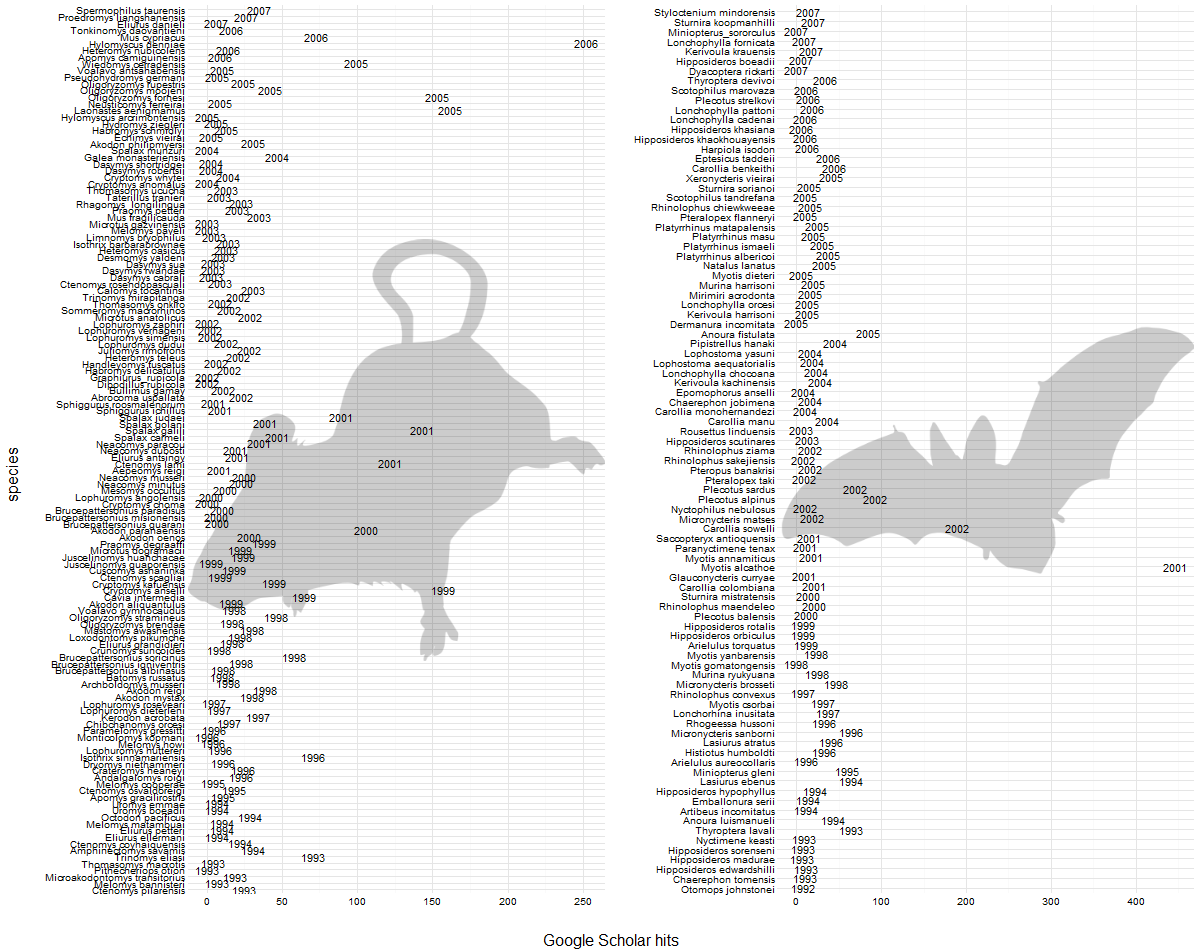 Spermophilus taurensis 2007
Proedromys liangshanensis 2007
Eliurus danieli 2007
Tonkinomys daovantieni 2006
Mus cypriacus 2006
Hylomyscus denniae 2006
Heteromys nubicolens 2006
Apomys camiguinensis 2006
Wiedomys cerradensis 2005
Voalavo antsahabensis 2005
Pseudohydromys germani 2005
Oligoryzomys rupestris 2005
Oligoryzomys moojeni 2005
Oligoryzomys fornesi 2005
Neusticomys ferreirai 2005
Laonastes aenigmamus 2005
Hylomyscus arcrimontensis 2005
Hydromys ziegleri 2005
Habromys schmidlyi 2005
Echimys vieirai 2005
Akodon philipmyersi 2005
Spalax munzuri 2004
Galea monasteriensis 2004
Dasymys shortridgei 2004
Dasymys robertsii 2004
Cryptomys whytei 2004
Cryptomys anomalus 2004
Thomasomys ucucha 2003
Taterillus tranieri 2003
Rhagomys longilingua 2003
Praomys petteri 2003
Mus fragilicauda 2003
Microtus qazvinensis 2003
Melomys paveli 2003
Limnomys bryophilus 2003
Isothrix barbarabrownae 2003
Heteromys oasicus 2003
Desmomys yaldeni 2003
Dasymys sua 2003
Dasymys rwandae 2003
Dasymys cabrali 2003
Ctenomys rosendopascuali 2003
Calomys tocantinsi 2003
Trinomys mirapitanga 2002
Thomasomys onkiro 2002
Sommeromys macrorhinos 2002
Microtus anatolicus 2002
Lophuromys zaphiri 2002
Lophuromys verhageni 2002
Lophuromys simensis 2002
Lophuromys dudui 2002
Juliomys rimofrons 2002
Heteromys teleus 2002
Handleyomys fuscatus 2002
Habromys delicatulus 2002
Graphiurus rupicola 2002
Dipodillus rupicola 2002
Bullimus gamay 2002
Abrocoma uspallata 2002
Sphiggurus roosmalenorum 2001
Sphiggurus ichillus 2001
Spalax judaei 2001
Spalax golani 2001
Spalax galili 2001
Spalax carmeli 2001
Neacomys paracou 2001
Neacomys dubosti 2001
Eliurus antsingy 2001
Ctenomys lami 2001
Aepeomys reigi 2001
Neacomys musseri 2000
Neacomys minutus 2000
Mesomys occultus 2000
Lophuromys angolensis 2000
Cryptomys choma 2000
Brucepattersonius paradisus 2000
Brucepattersonius misionensis 2000
Brucepattersonius guarani 2000
Akodon paranaensis 2000
Akodon oenos 2000
Praomys degraaffi 1999
Microtus dogramacii 1999
Juscelinomys huanchacae 1999
Juscelinomys guaporensis 1999
Cuscomys ashaninka 1999
Ctenomys scagliai 1999
Cryptomys kafuensis 1999
Cryptomys anselli 1999
Cavia intermedia 1999
Akodon aliquantulus 1999
Voalavo gymnocaudus 1998
Oligoryzomys stramineus 1998
Oligoryzomys brendae 1998
Mastomys awashensis 1998
Loxodontomys pikumche 1998
Eliurus grandidieri 1998
Crunomys suncoides 1998
Brucepattersonius soricinus 1998
Brucepattersonius igniventris 1998
Brucepattersonius albinasus 1998
Batomys russatus 1998
Archboldomys musseri 1998
Akodon reigi 1998
Akodon mystax 1998
Lophuromys roseveari 1997
Lophuromys dieterleni 1997
Kerodon acrobata 1997
Chibchanomys orcesi 1997
Paramelomys gressitti 1996
Monticolomys koopmani 1996
Melomys howi 1996
Lophuromys huttereri 1996
Isothrix sinnamariensis 1996
Dryomys niethammeri 1996
Crateromys heaneyi 1996
Andalgalomys roigi 1996
Melomys cooperae 1995
Ctenomys osvaldoreigi 1995
Apomys gracilirostris 1995
Uromys emmae 1994
Uromys boeadii 1994
Octodon pacificus 1994
Melomys matambuai 1994
Eliurus petteri 1994
Eliurus ellermani 1994
Ctenomys coyhaiquensis 1994
Amphinectomys savamis 1994
Trinomys eliasi 1993
Thomasomys macrotis 1993
Pithecheirops otion 1993
Microakodontomys transitorius 1993
Melomys bannisteri 1993
Ctenomys pilarensis 1993
0 50 100 150 200 250
species
Styloctenium mindorensis 2007
Sturnira koopmanhilli 2007
Miniopterus_sororculus 2007
Lonchophylla fornicata 2007
Kerivoula krauensis 2007
Hipposideros boeadii 2007
Dyacoptera rickarti 2007
Thyroptera devivoi 2006
Scotophilus marovaza 2006
Plecotus strelkovi 2006
Lonchophylla pattoni 2006
Lonchophylla cadenai 2006
Hipposideros khasiana 2006
Hipposideros khaokhouayensis 2006
Harpiola isodon 2006
Eptesicus taddeii 2006
Carollia benkeithi 2006
Xeronycteris vieirai 2005
Sturnira sorianoi 2005
Scotophilus tandrefana 2005
Rhinolophus chiewkweeae 2005
Pteralopex flanneryi 2005
Platyrrhinus matapalensis 2005
Platyrrhinus masu 2005
Platyrrhinus ismaeli 2005
Platyrrhinus albericoi 2005
Natalus lanatus 2005
Myotis dieteri 2005
Murina harrisoni 2005
Mirimiri acrodonta 2005
Lonchophylla orcesi 2005
Kerivoula harrisoni 2005
Dermanura incomitata 2005
Anoura fistulata 2005
Pipistrellus hanaki 2004
Lophostoma yasuni 2004
Lophostoma aequatorialis 2004
Lonchophylla chocoana 2004
Kerivoula kachinensis 2004
Epomophorus anselli 2004
Chaerephon jobimena 2004
Carollia monohernandezi 2004
Carollia manu 2004
Rousettus linduensis 2003
Hipposideros scutinares 2003
Rhinolophus ziama 2002
Rhinolophus sakejiensis 2002
Pteropus banakrisi 2002
Pteralopex taki 2002
Plecotus sardus 2002
Plecotus alpinus 2002
Nyctophilus nebulosus 2002
Micronycteris matses 2002
Carollia sowelli 2002
Saccopteryx antioquensis 2001
Paranyctimene tenax 2001
Myotis annamiticus 2001
Myotis alcathoe 2001
Glauconycteris curryae 2001
Carollia colombiana 2001
Sturnira mistratensis 2000
Rhinolophus maendeleo 2000
Plecotus balensis 2000
Hipposideros rotalis 1999
Hipposideros orbiculus 1999
Arielulus torquatus 1999
Myotis yanbarensis 1998
Myotis gomatongensis 1998
Murina ryukyuana 1998
Micronycteris brosseti 1998
Rhinolophus convexus 1997
Myotis csorbai 1997
Lonchorhina inusitata 1997
Rhogeessa hussoni 1996
Micronycteris sanborni 1996
Lasiurus atratus 1996
Histiotus humboldti 1996
Arielulus aureocollaris 1996
Miniopterus gleni 1995
Lasiurus ebenus 1994
Hipposideros hypophyllus 1994
Emballonura serii 1994
Artibeus incomitatus 1994
Anoura luismanueli 1994
Thyroptera lavali 1993
Nyctimene keasti 1993
Hipposideros sorenseni 1993
Hipposideros madurae 1993
Hipposideros edwardshilli 1993
Chaerephon tomensis 1993
Otomops johnstonei 1992
0 100 200 300 400
Google Scholar hits